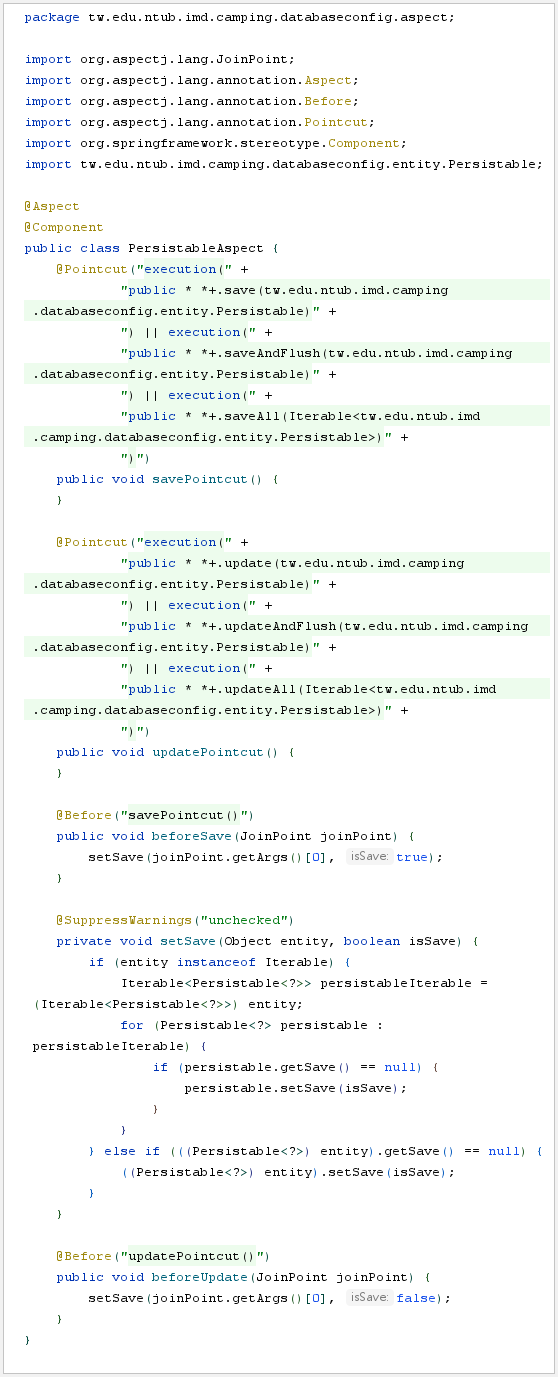 package tw.edu.ntub.imd.camping.databaseconfig.aspect;
import org.aspectj.lang.JoinPoint;
import org.aspectj.lang.annotation.Aspect;
import org.aspectj.lang.annotation.Before;
import org.aspectj.lang.annotation.Pointcut;
import org.springframework.stereotype.Component;
import tw.edu.ntub.imd.camping.databaseconfig.entity.Persistable;
@Aspect
@Component
public class PersistableAspect {
@Pointcut("execution(" +
"public * *+.save(tw.edu.ntub.imd.camping
.databaseconfig.entity.Persistable)" +
") || execution(" +
"public * *+.saveAndFlush(tw.edu.ntub.imd.camping
.databaseconfig.entity.Persistable)" +
") || execution(" +
"public * *+.saveAll(Iterable<tw.edu.ntub.imd
.camping.databaseconfig.entity.Persistable>)" +
")")
public void savePointcut() {
}
@Pointcut("execution(" +
"public * *+.update(tw.edu.ntub.imd.camping
.databaseconfig.entity.Persistable)" +
") || execution(" +
"public * *+.updateAndFlush(tw.edu.ntub.imd.camping
.databaseconfig.entity.Persistable)" +
") || execution(" +
"public * *+.updateAll(Iterable<tw.edu.ntub.imd
.camping.databaseconfig.entity.Persistable>)" +
")")
public void updatePointcut() {
}
@Before("savePointcut()")
public void beforeSave(JoinPoint joinPoint) {
setSave(joinPoint.getArgs()[0], isSave: true);
}
@SuppressWarnings("unchecked")
private void setSave(Object entity, boolean isSave) {
if (entity instanceof Iterable) {
Iterable<Persistable<?>> persistableIterable =
(Iterable<Persistable<?>>) entity;
for (Persistable<?> persistable :
persistableIterable) {
if (persistable.getSave() == null) {
persistable.setSave(isSave);
}
}
} else if (((Persistable<?>) entity).getSave() == null) {
((Persistable<?>) entity).setSave(isSave);
}
}
@Before("updatePointcut()")
public void beforeUpdate(JoinPoint joinPoint) {
setSave(joinPoint.getArgs()[0], isSave: false);
}
}